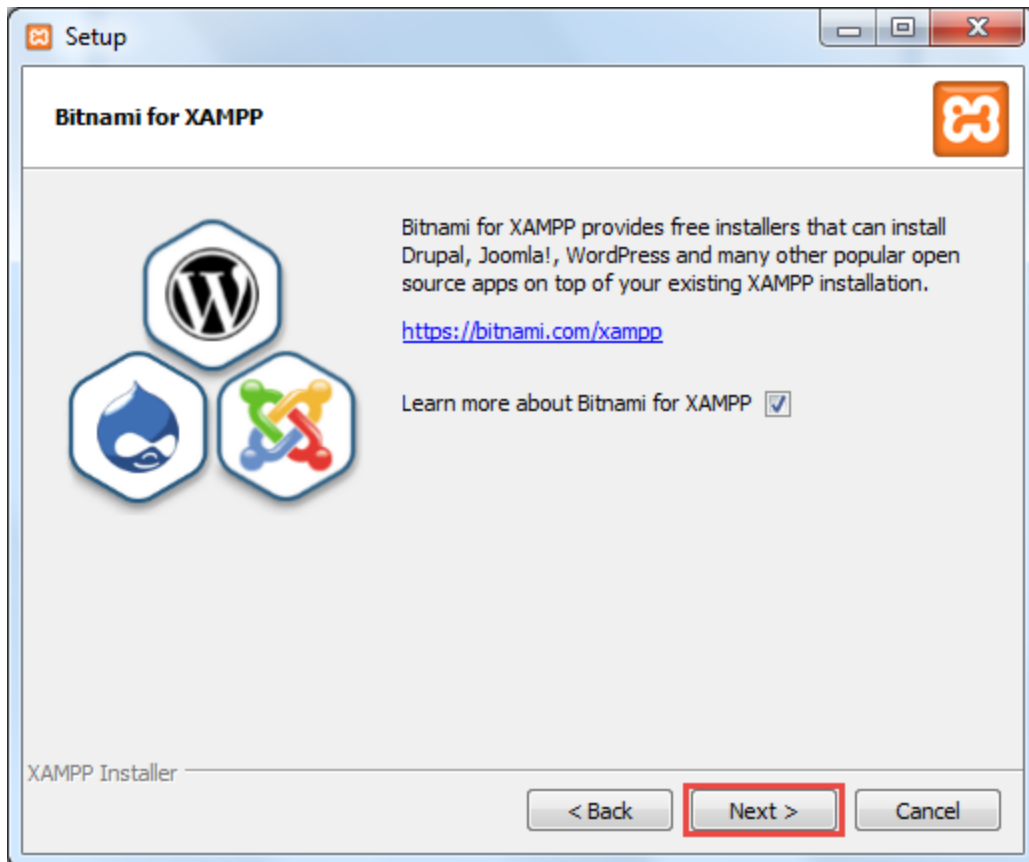 Setup
Bitnami for XAMPP
Bitnami for XAMPP provides free installers that can install
Drupal, Joomla!, WordPress and many other popular open
source apps on top of your existing XAMPP installation.
https://bitnami.com/xampp
Learn more about Bitnami for XAMPP
XAMPP Installer
< Back Next > Cancel